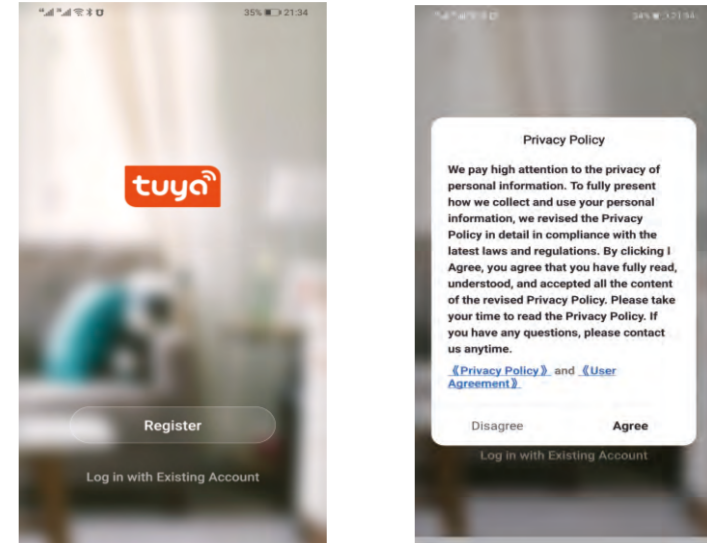 35% 21:34
tuya
Register
Log in with Existing Account
Privacy Policy
We pay high attention to the privacy of
personal information. To fully present
how we collect and use your personal
information, we revised the Privacy
Policy in detail in compliance with the
latest laws and regulations. By clicking I
Agree, you agree that you have fully read,
understood, and accepted all the content
of the revised Privacy Policy. Please take
your time to read the Privacy Policy. If
you have any questions, please contact
us anytime.
《Privacy Policy》 and 《User
Agreement》
Disagree Agree
Log in with Existing Account